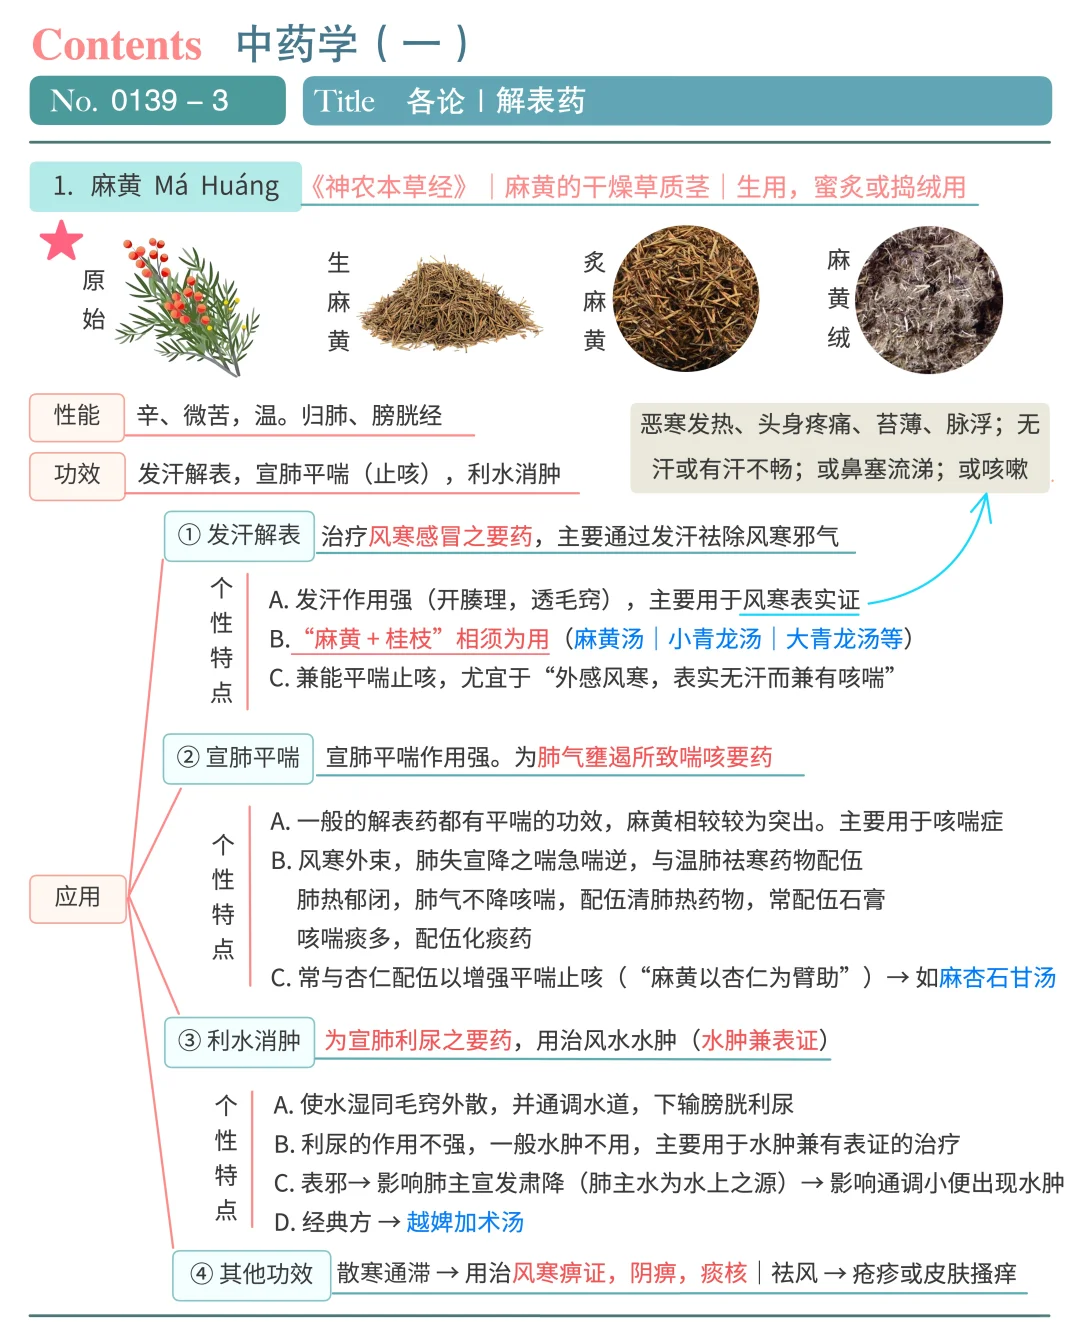 Contents 中药学(一)
No. 0139 – 3 Title 各论 | 解表药
1. 麻黄 Má Huáng 《神农本草经》｜麻黄的干燥草质茎｜生用，蜜炙或捣绒用
原始
生麻黄
炙麻黄
麻黄绒
性能 辛、微苦，温。归肺、膀胱经
功效 发汗解表，宣肺平喘（止咳），利水消肿
恶寒发热、头身疼痛、苔薄、脉浮；无
汗或有汗不畅；或鼻塞流涕；或咳嗽
应用
① 发汗解表 治疗风寒感冒之要药，主要通过发汗祛除风寒邪气
个性特点
A. 发汗作用强（开腠理，透毛窍），主要用于风寒表实证
B.“麻黄 + 桂枝”相须为用（麻黄汤｜小青龙汤｜大青龙汤等）
C. 兼能平喘止咳，尤宜于“外感风寒，表实无汗而兼有咳喘”
② 宣肺平喘 宣肺平喘作用强。为肺气壅遏所致喘咳要药
个性特点
A. 一般的解表药都有平喘的功效，麻黄相较较为突出。主要用于咳喘症
B. 风寒外束，肺失宣降之喘急喘逆，与温肺祛寒药物配伍
肺热郁闭，肺气不降咳喘，配伍清肺热药物，常配伍石膏
咳喘痰多，配伍化痰药
C. 常与杏仁配伍以增强平喘止咳（“麻黄以杏仁为臂助”）→ 如麻杏石甘汤
③ 利水消肿 为宣肺利尿之要药，用治风水水肿（水肿兼表证）
个性特点
A. 使水湿同毛窍外散，并通调水道，下输膀胱利尿
B. 利尿的作用不强，一般水肿不用，主要用于水肿兼有表证的治疗
C. 表邪→ 影响肺主宣发肃降（肺主水为水上之源）→ 影响通调小便出现水肿
D. 经典方 → 越婢加术汤
④ 其他功效 散寒通滞 → 用治风寒痹证，阴疽，痰核｜祛风 → 疮疹或皮肤搔痒